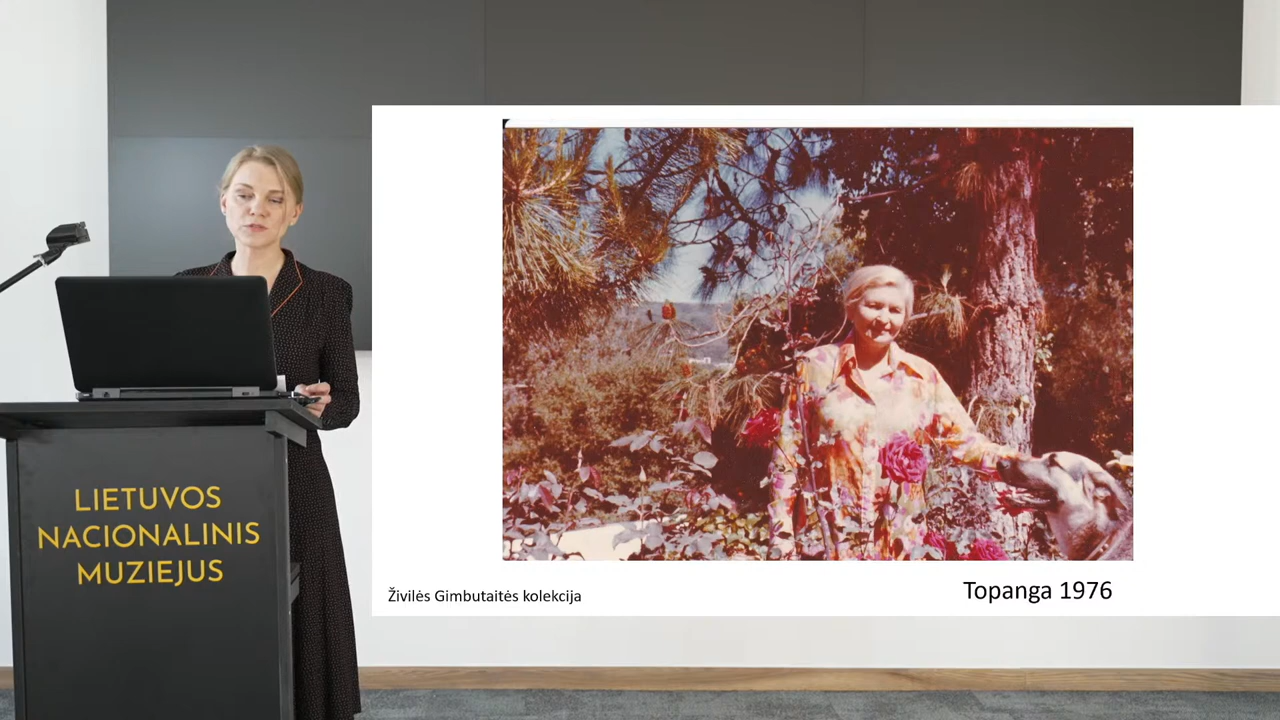 LIETUVOS
NACIONALINIS
MUZIEJUS
Živilės Gimbutaitės kolekcija
Topanga 1976